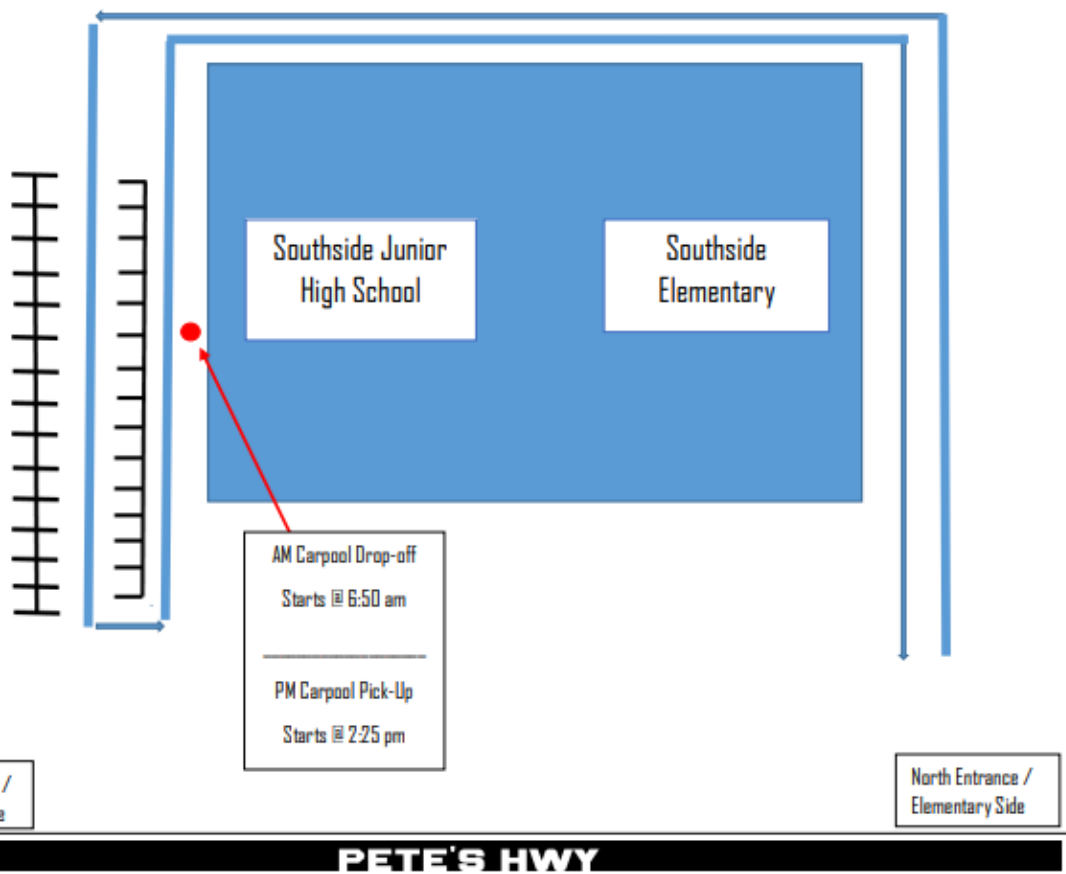 Southside Junior
High School
Southside
Elementary
AM Carpool Drop-off
Starts @ 6:50 am
PM Carpool Pick-Up
Starts @ 2:25 pm
/
North Entrance /
Elementary Side
PETE'S HWY